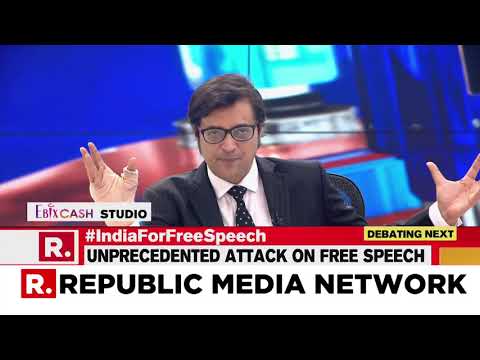 EbixCASH STUDIO
R. #IndiaForFreeSpeech
DEBATING NEXT
UNPRECEDENTED ATTACK ON FREE SPEECH
R. REPUBLIC MEDIA NETWORK